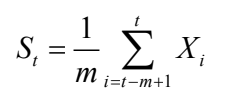 S_t = \frac{1}{m} \sum_{i=t-m+1}^{t} X_i